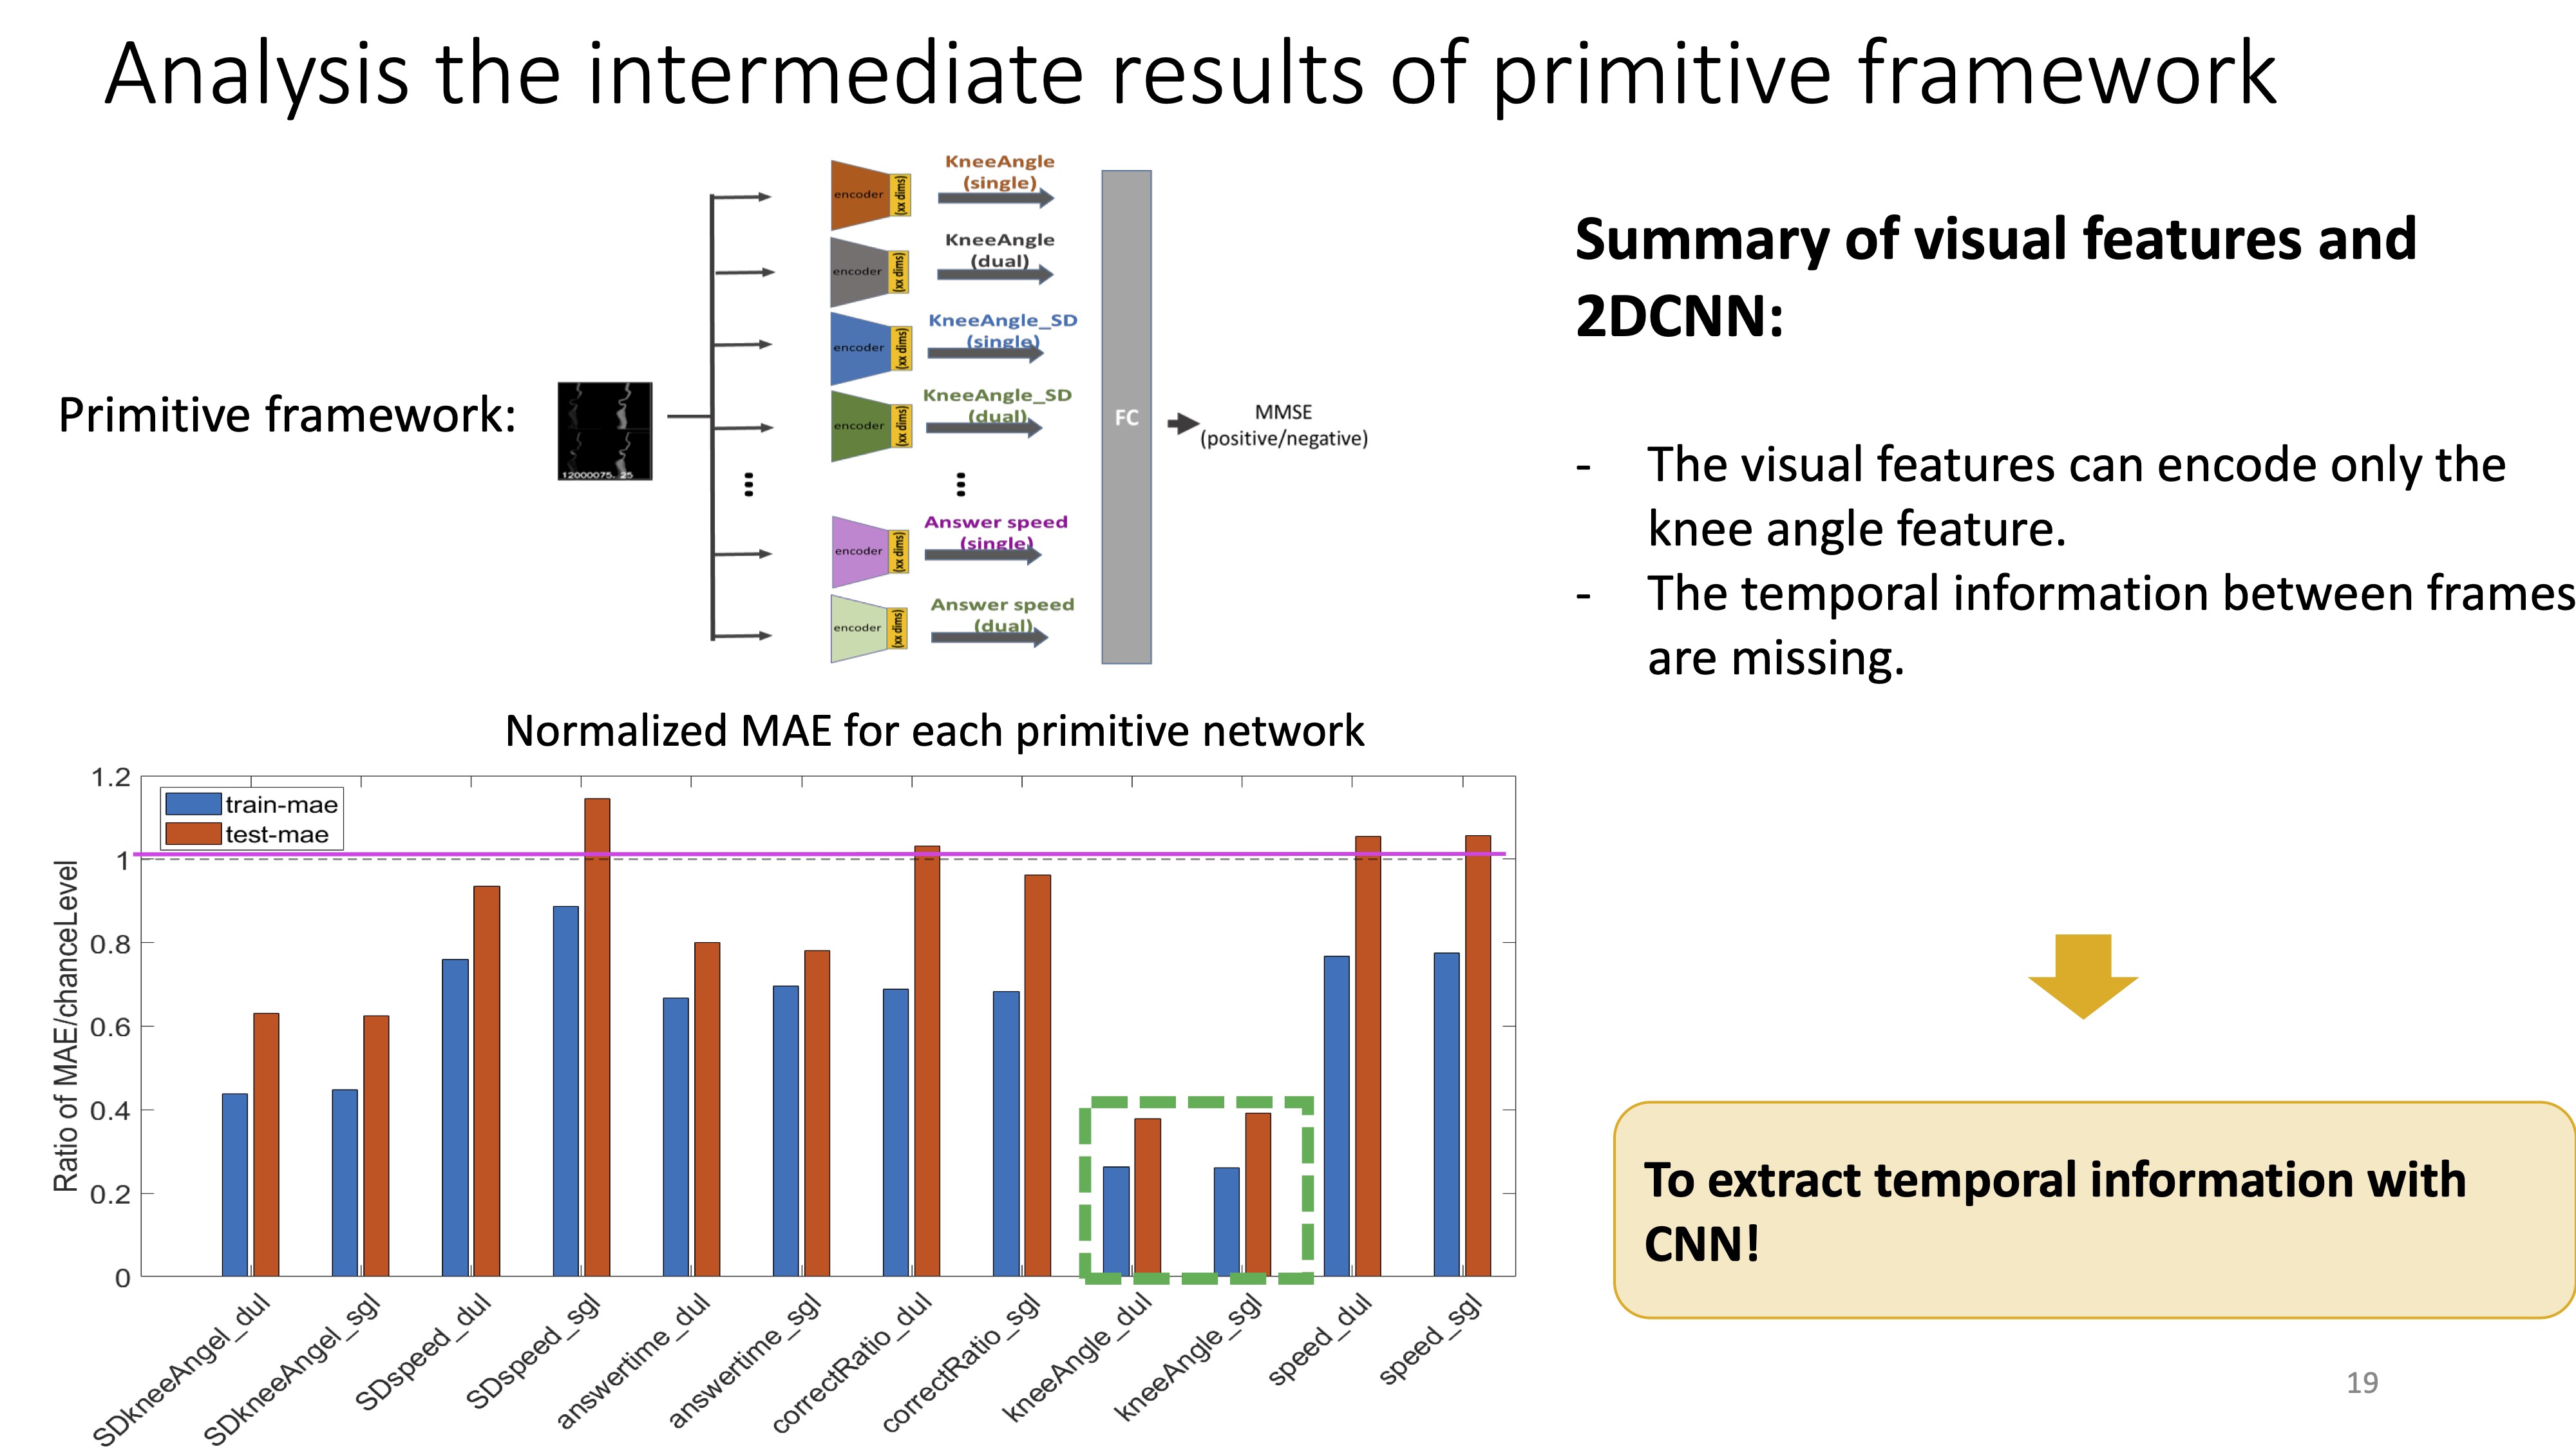 Analysis the intermediate results of primitive framework
Primitive framework:
12000075. 25
encoder
(xx dims)
KneeAngle
(single)
encoder
(xx dims)
KneeAngle
(dual)
encoder
(xx dims)
KneeAngle_SD
(single)
encoder
(xx dims)
KneeAngle_SD
(dual)
encoder
(xx dims)
Answer speed
(single)
encoder
(xx dims)
Answer speed
(dual)
FC
MMSE
(positive/negative)
Summary of visual features and
2DCNN:
- The visual features can encode only the
knee angle feature.
- The temporal information between frames
are missing.
Normalized MAE for each primitive network
Ratio of MAE/chanceLevel
1.2
1
0.8
0.6
0.4
0.2
0
train-mae
test-mae
SDkneeAngel_dul
SDkneeAngel_sgl
SDspeed_dul
SDspeed_sgl
answertime_dul
answertime_sgl
correctRatio_dul
correctRatio_sgl
kneeAngle_dul
kneeAngle_sgl
speed_dul
speed_sgl
To extract temporal information with
CNN!
19